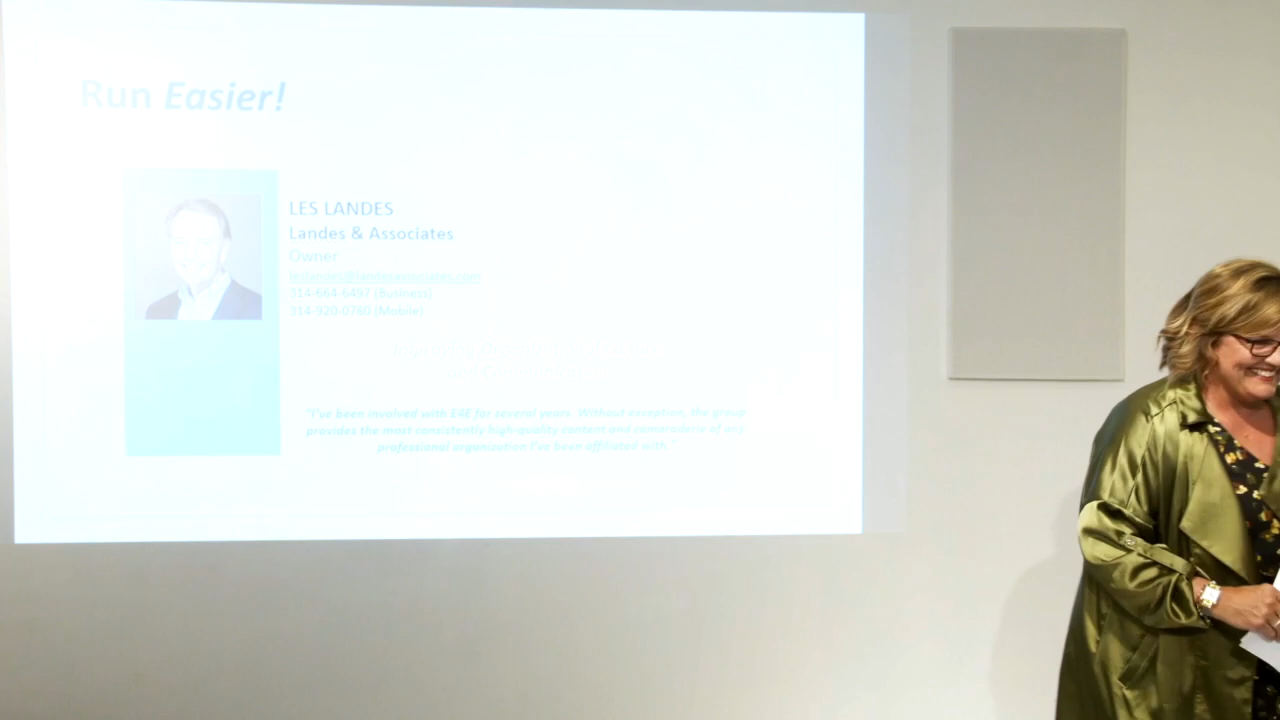 Run Easier!
LES LANDES
Landes & Associates
Owner
leslandes@landesassociates.com
314-664-6497 (Business)
314-920-0780 (Mobile)
"I've been involved with E4E for several years. Without exception, the group
provides the most consistently high-quality content and camaraderie of any
professional organization I've been affiliated with."